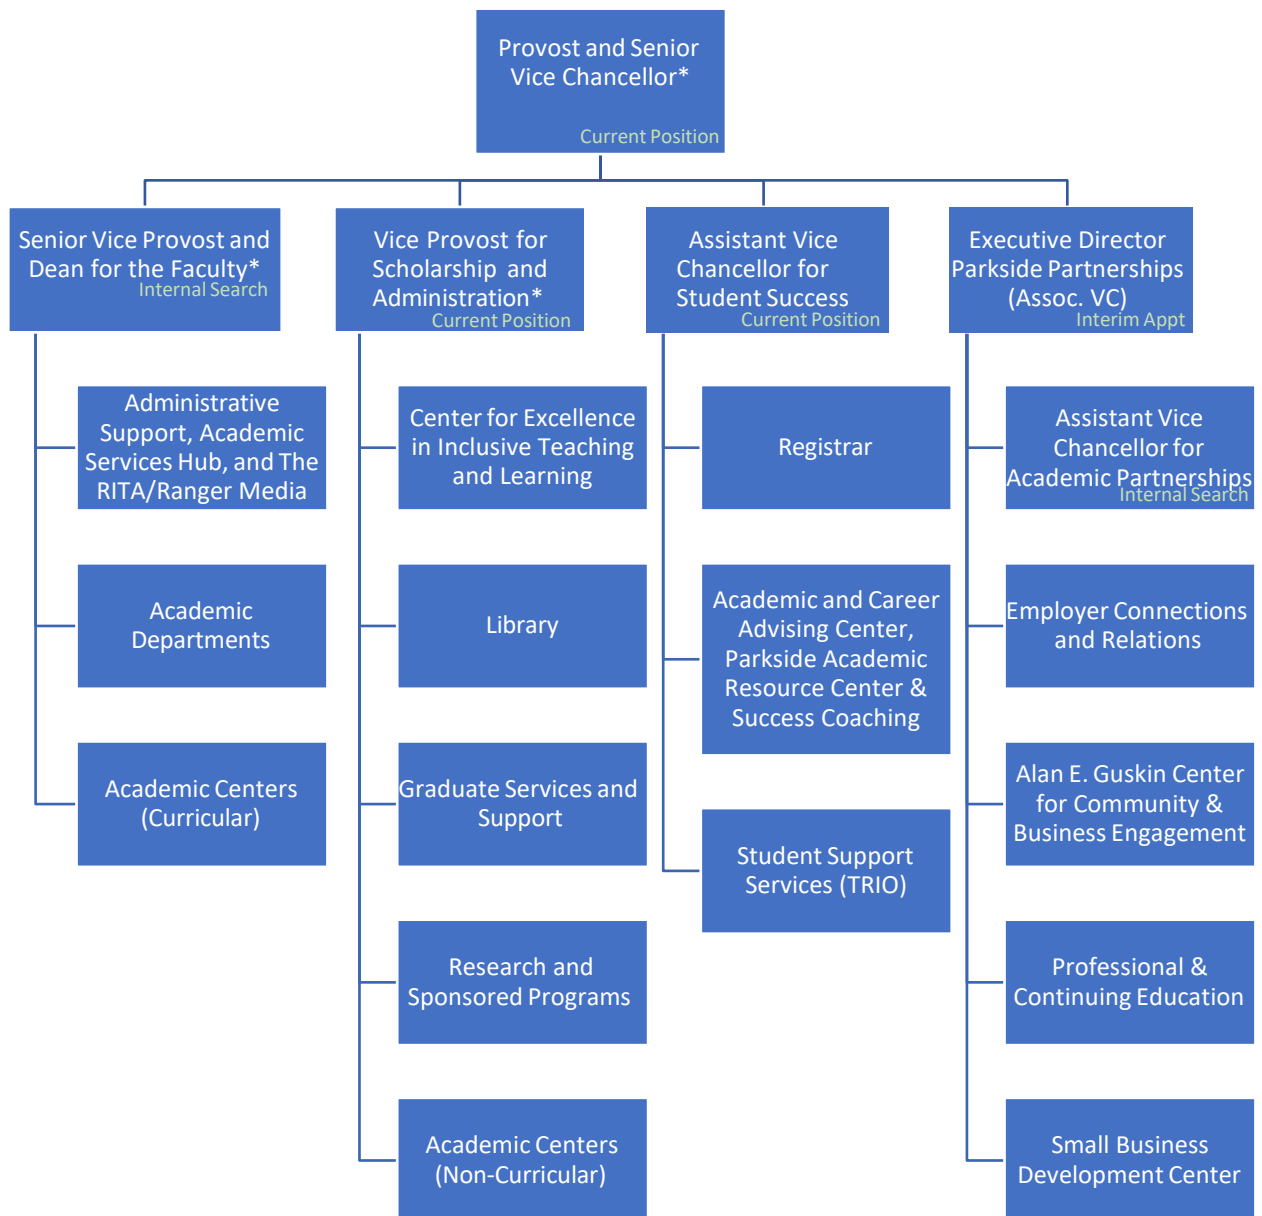 Provost and Senior
Vice Chancellor*
Current Position
Senior Vice Provost and
Dean for the Faculty*
Internal Search
Vice Provost for
Scholarship and
Administration*
Current Position
Assistant Vice
Chancellor for
Student Success
Current Position
Executive Director
Parkside Partnerships
(Assoc. VC)
Interim Appt
Administrative
Support, Academic
Services Hub, and The
RITA/Ranger Media
Academic
Departments
Academic Centers
(Curricular)
Center for Excellence
in Inclusive Teaching
and Learning
Library
Graduate Services and
Support
Research and
Sponsored Programs
Academic Centers
(Non-Curricular)
Registrar
Academic and Career
Advising Center,
Parkside Academic
Resource Center &
Success Coaching
Student Support
Services (TRIO)
Assistant Vice
Chancellor for
Academic Partnerships
Internal Search
Employer Connections
and Relations
Alan E. Guskin Center
for Community &
Business Engagement
Professional &
Continuing Education
Small Business
Development Center